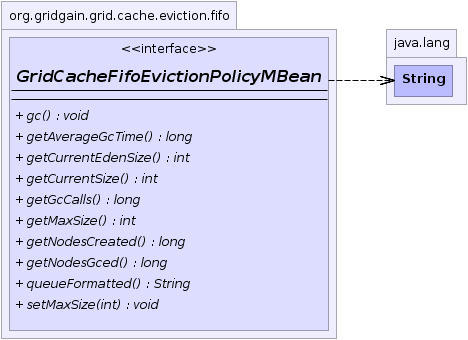 org.gridgain.grid.cache.eviction.fifo
<<interface>>
GridCacheFifoEvictionPolicyMBean
+ gc() : void
+ getAverageGcTime() : long
+ getCurrentEdenSize() : int
+ getCurrentSize() : int
+ getGcCalls() : long
+ getMaxSize() : int
+ getNodesCreated() : long
+ getNodesGced() : long
+ queueFormatted() : String
+ setMaxSize(int) : void
java.lang
String